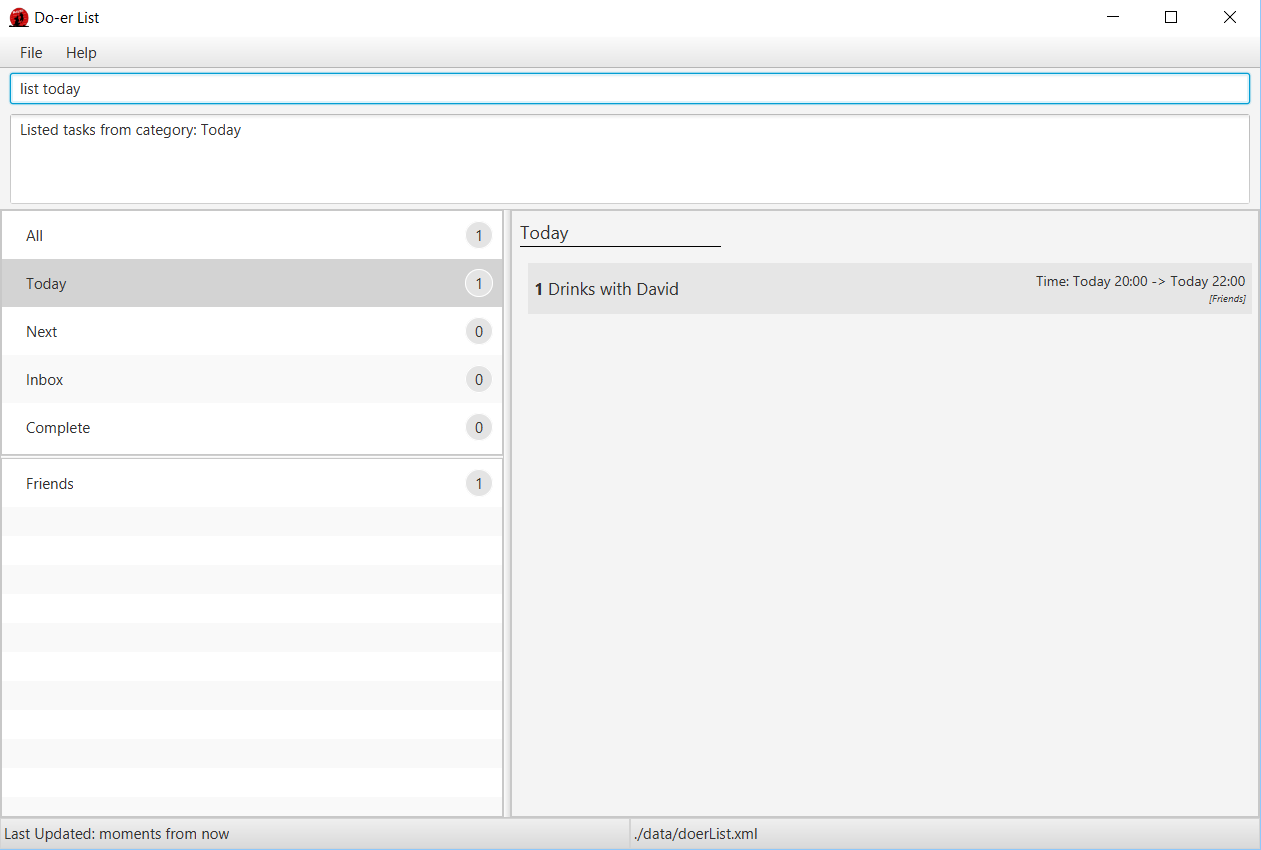 Do-er List
File Help
list today
Listed tasks from category: Today
All 1
Today 1
Next 0
Inbox 0
Complete 0
Friends 1
Today
1 Drinks with David
Time: Today 20:00 -> Today 22:00
[Friends]
Last Updated: moments from now
./data/doerList.xml